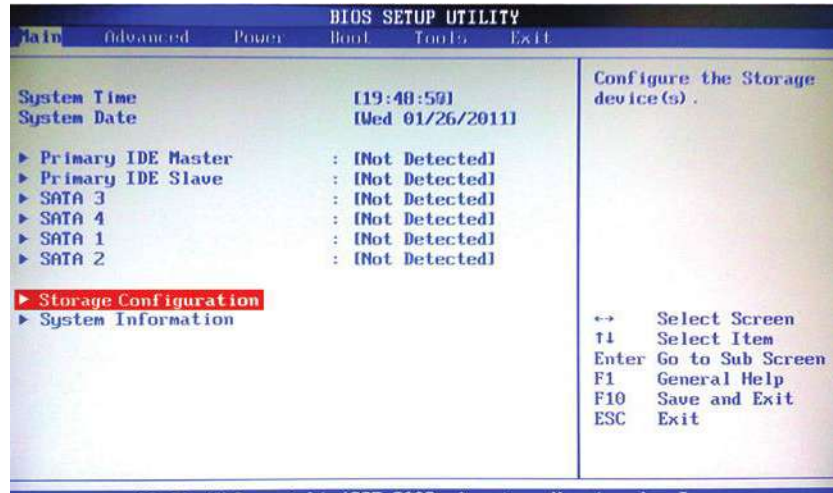 BIOS SETUP UTILITY
Main Advanced Power Boot Tools Exit
System Time [19:48:50]
System Date [Wed 01/26/2011]
▶ Primary IDE Master : [Not Detected]
▶ Primary IDE Slave : [Not Detected]
▶ SATA 3 : [Not Detected]
▶ SATA 4 : [Not Detected]
▶ SATA 1 : [Not Detected]
▶ SATA 2 : [Not Detected]
▶ Storage Configuration
▶ System Information
Configure the Storage
device(s).
↔ Select Screen
↑↓ Select Item
Enter Go to Sub Screen
F1 General Help
F10 Save and Exit
ESC Exit